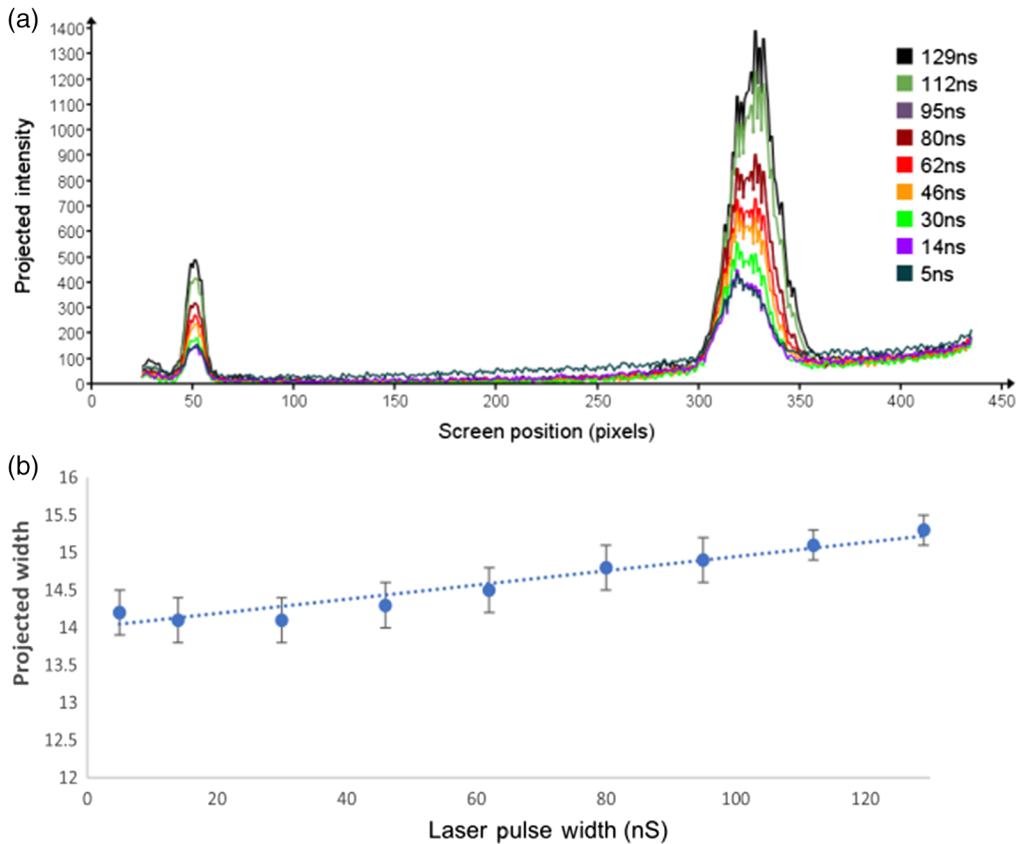 (a)
1400
1300
1200
1100
1000
900
800
700
600
500
400
300
200
100
0
Projected intensity
129ns
112ns
95ns
80ns
62ns
46ns
30ns
14ns
5ns
0 50 100 150 200 250 300 350 400 450
Screen position (pixels)
(b)
16
15.5
15
14.5
14
13.5
13
12.5
12
Projected width
0 20 40 60 80 100 120
Laser pulse width (nS)